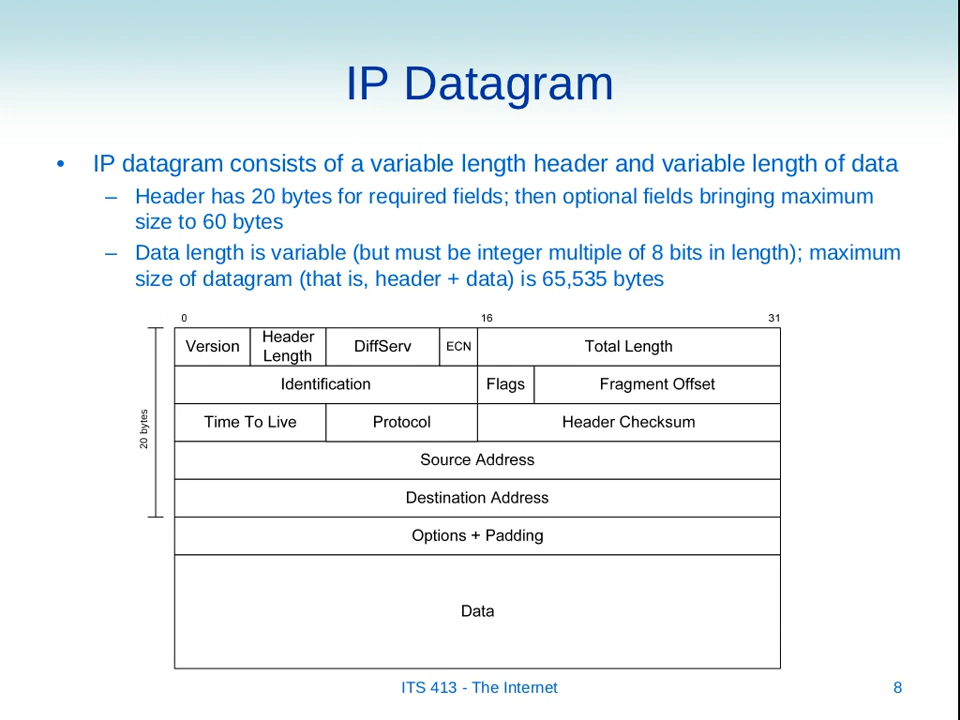 IP Datagram
• IP datagram consists of a variable length header and variable length of data
– Header has 20 bytes for required fields; then optional fields bringing maximum
size to 60 bytes
– Data length is variable (but must be integer multiple of 8 bits in length); maximum
size of datagram (that is, header + data) is 65,535 bytes
0 16 31
Version Header Length DiffServ ECN Total Length
Identification Flags Fragment Offset
20 bytes
Time To Live Protocol Header Checksum
Source Address
Destination Address
Options + Padding
Data
ITS 413 - The Internet 8